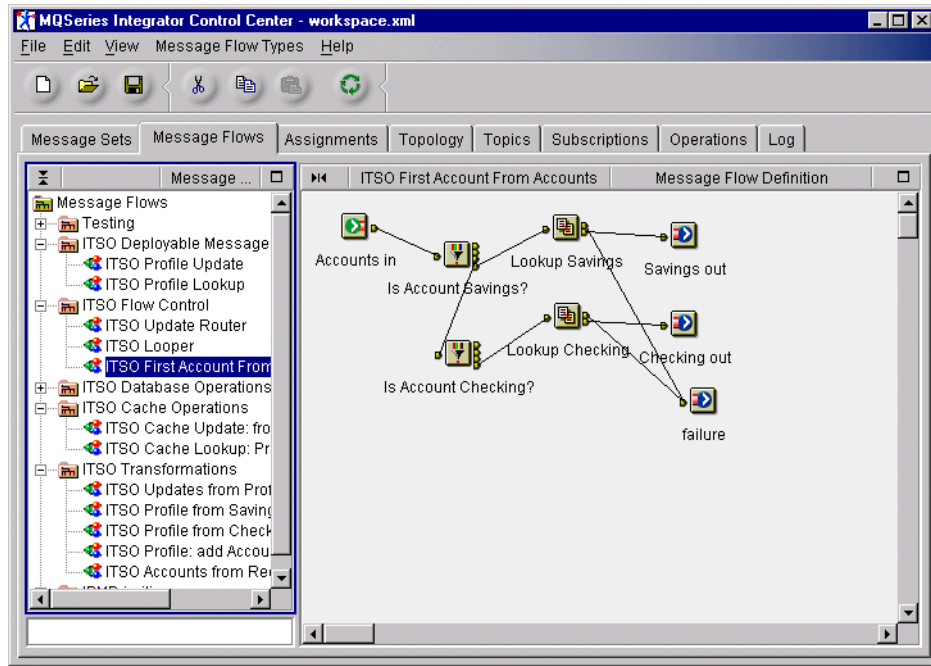 MQSeries Integrator Control Center - workspace.xml
File Edit View Message Flow Types Help
Message Sets Message Flows Assignments Topology Topics Subscriptions Operations Log
Message ...
ITSO First Account From Accounts Message Flow Definition
Message Flows
Testing
ITSO Deployable Message
ITSO Profile Update
ITSO Profile Lookup
ITSO Flow Control
ITSO Update Router
ITSO Looper
ITSO First Account From
ITSO Database Operations
ITSO Cache Operations
ITSO Cache Update: fro
ITSO Cache Lookup: Pr
ITSO Transformations
ITSO Updates from Prof
ITSO Profile from Saving
ITSO Profile from Check
ITSO Profile: add Accou
ITSO Accounts from Re
Accounts in
Is Account Savings?
Lookup Savings
Savings out
Is Account Checking?
Lookup Checking
Checking out
failure